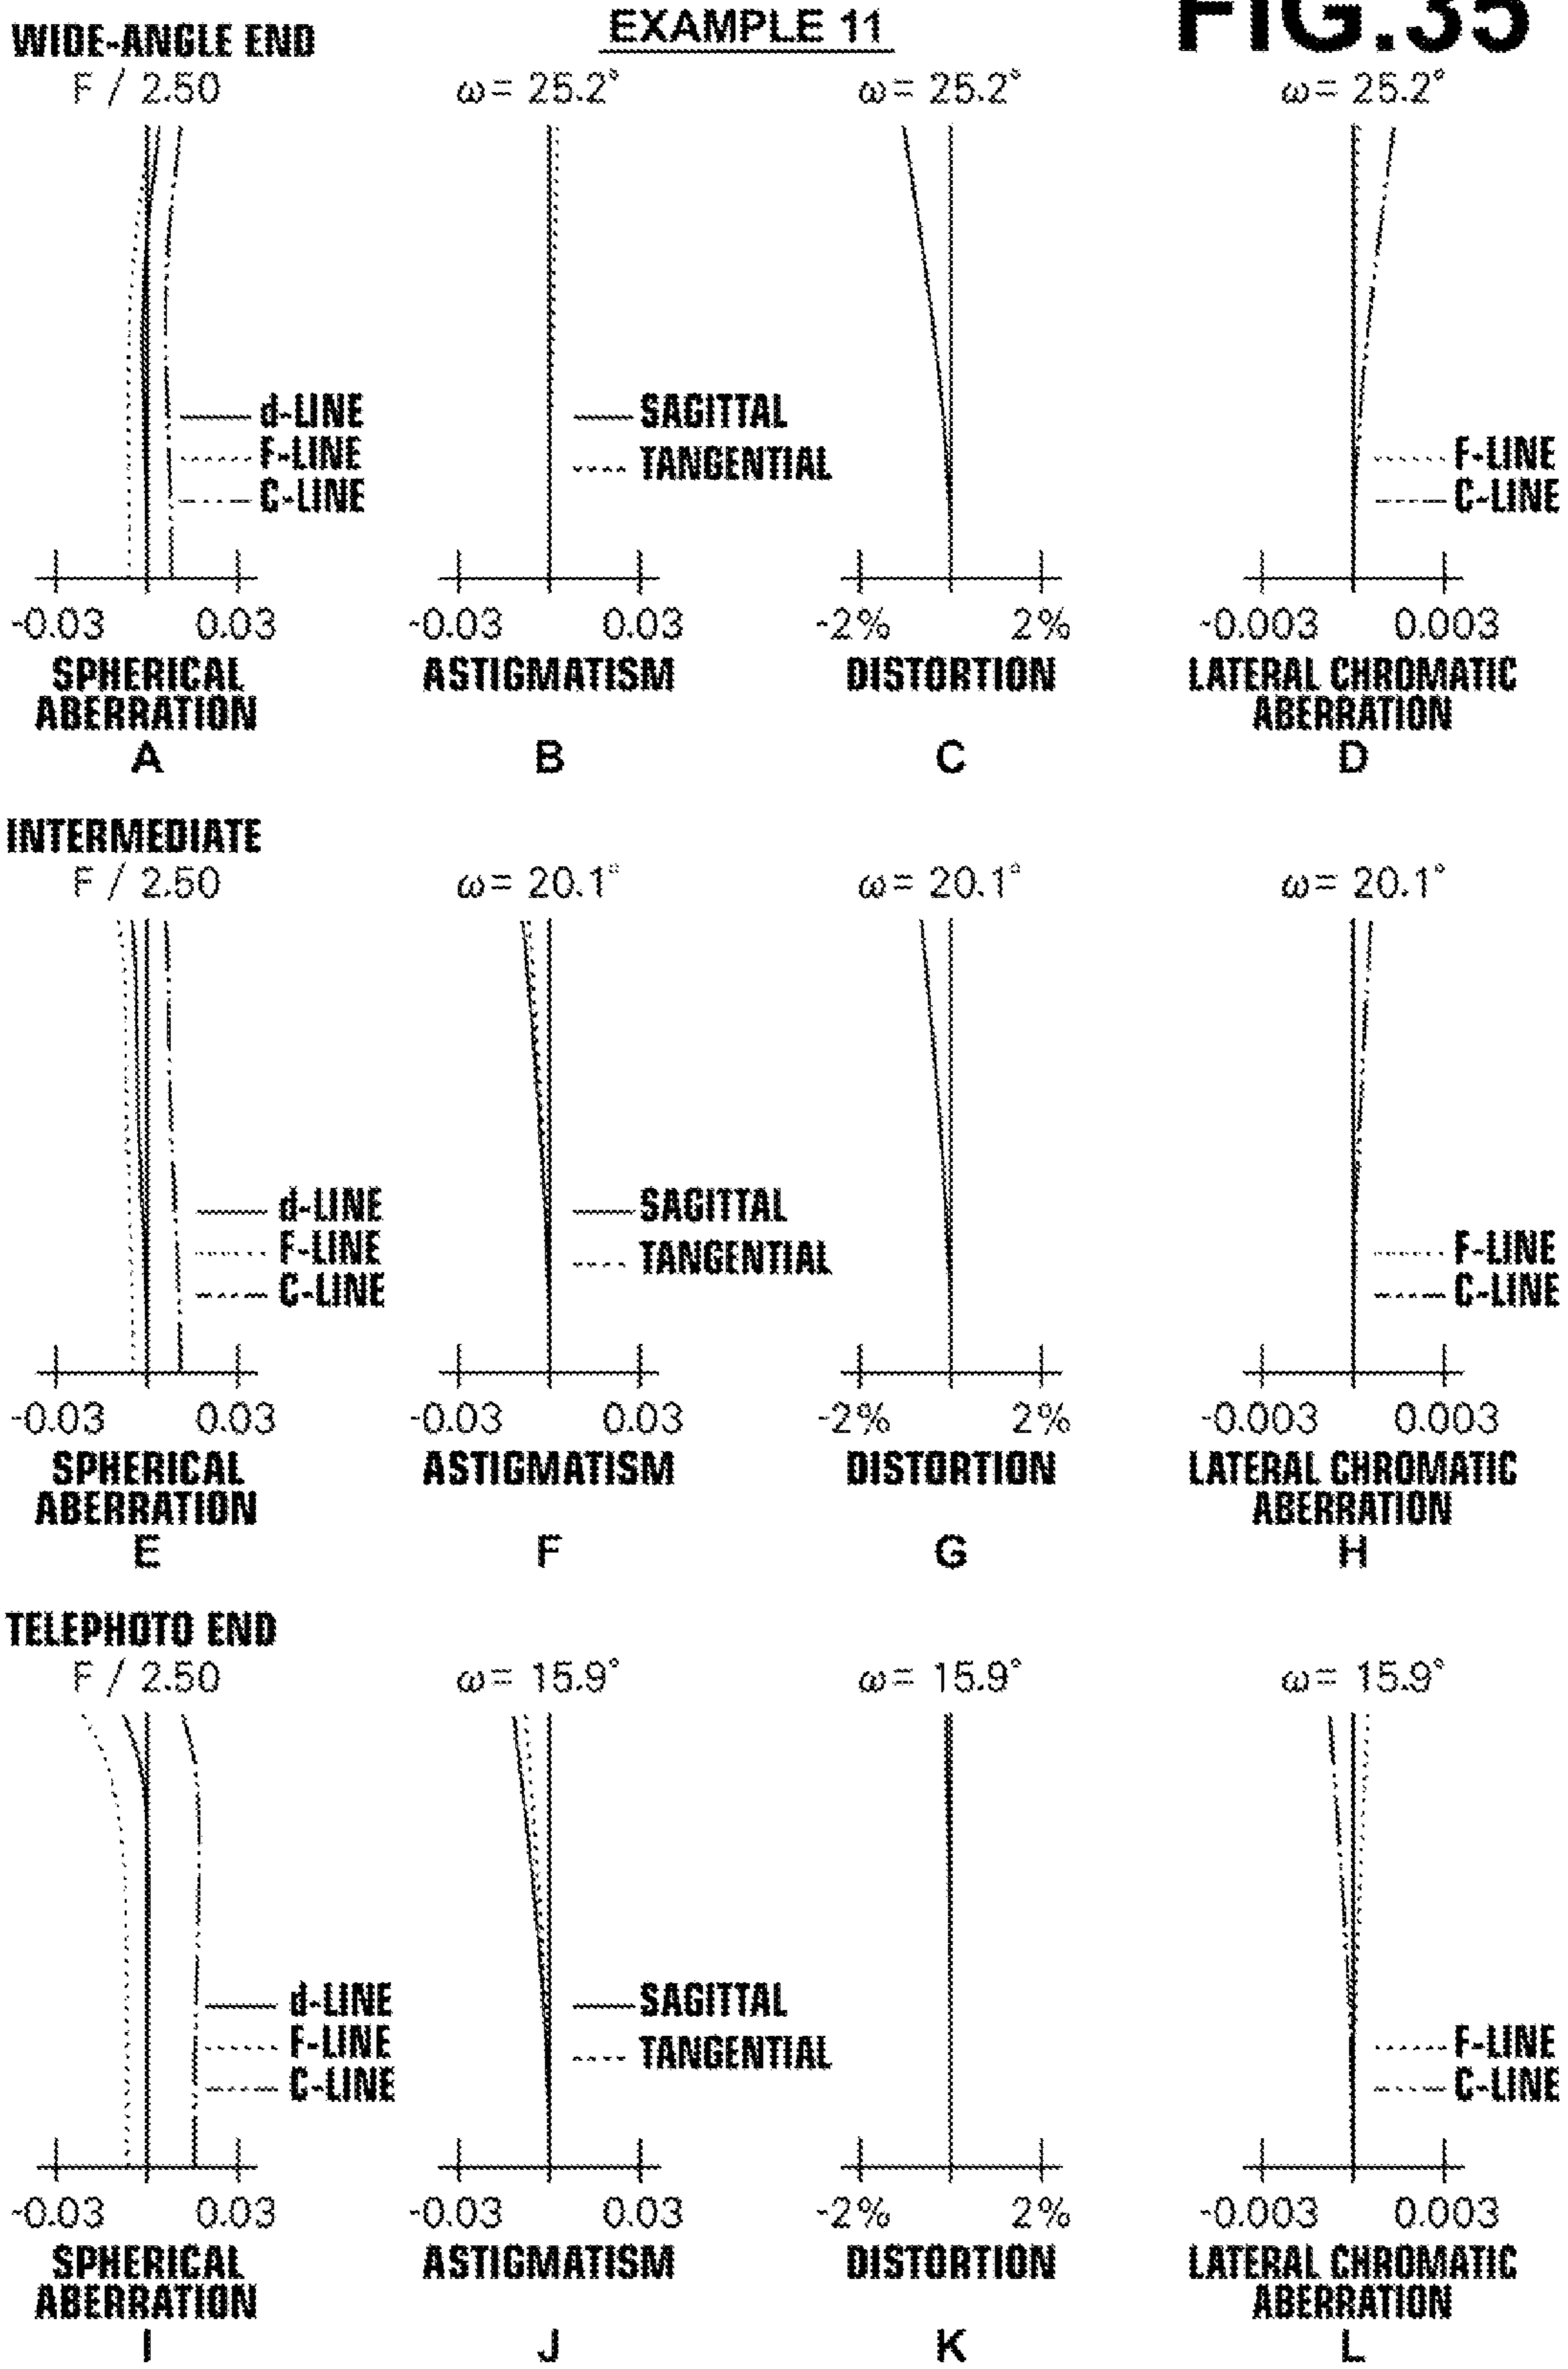 EXAMPLE 11
FIG.35
WIDE-ANGLE END
F / 2.50
ω= 25.2°
ω= 25.2°
ω= 25.2°
d-LINE
F-LINE
C-LINE
SAGITTAL
TANGENTIAL
F-LINE
C-LINE
-0.03 0.03
-0.03 0.03
-2% 2%
-0.003 0.003
SPHERICAL
ABERRATION
ASTIGMATISM
DISTORTION
LATERAL CHROMATIC
ABERRATION
A
B
C
D
INTERMEDIATE
F / 2.50
ω= 20.1°
ω= 20.1°
ω= 20.1°
d-LINE
F-LINE
C-LINE
SAGITTAL
TANGENTIAL
F-LINE
C-LINE
-0.03 0.03
-0.03 0.03
-2% 2%
-0.003 0.003
SPHERICAL
ABERRATION
ASTIGMATISM
DISTORTION
LATERAL CHROMATIC
ABERRATION
E
F
G
H
TELEPHOTO END
F / 2.50
ω= 15.9°
ω= 15.9°
ω= 15.9°
d-LINE
F-LINE
C-LINE
SAGITTAL
TANGENTIAL
F-LINE
C-LINE
-0.03 0.03
-0.03 0.03
-2% 2%
-0.003 0.003
SPHERICAL
ABERRATION
ASTIGMATISM
DISTORTION
LATERAL CHROMATIC
ABERRATION
I
J
K
L